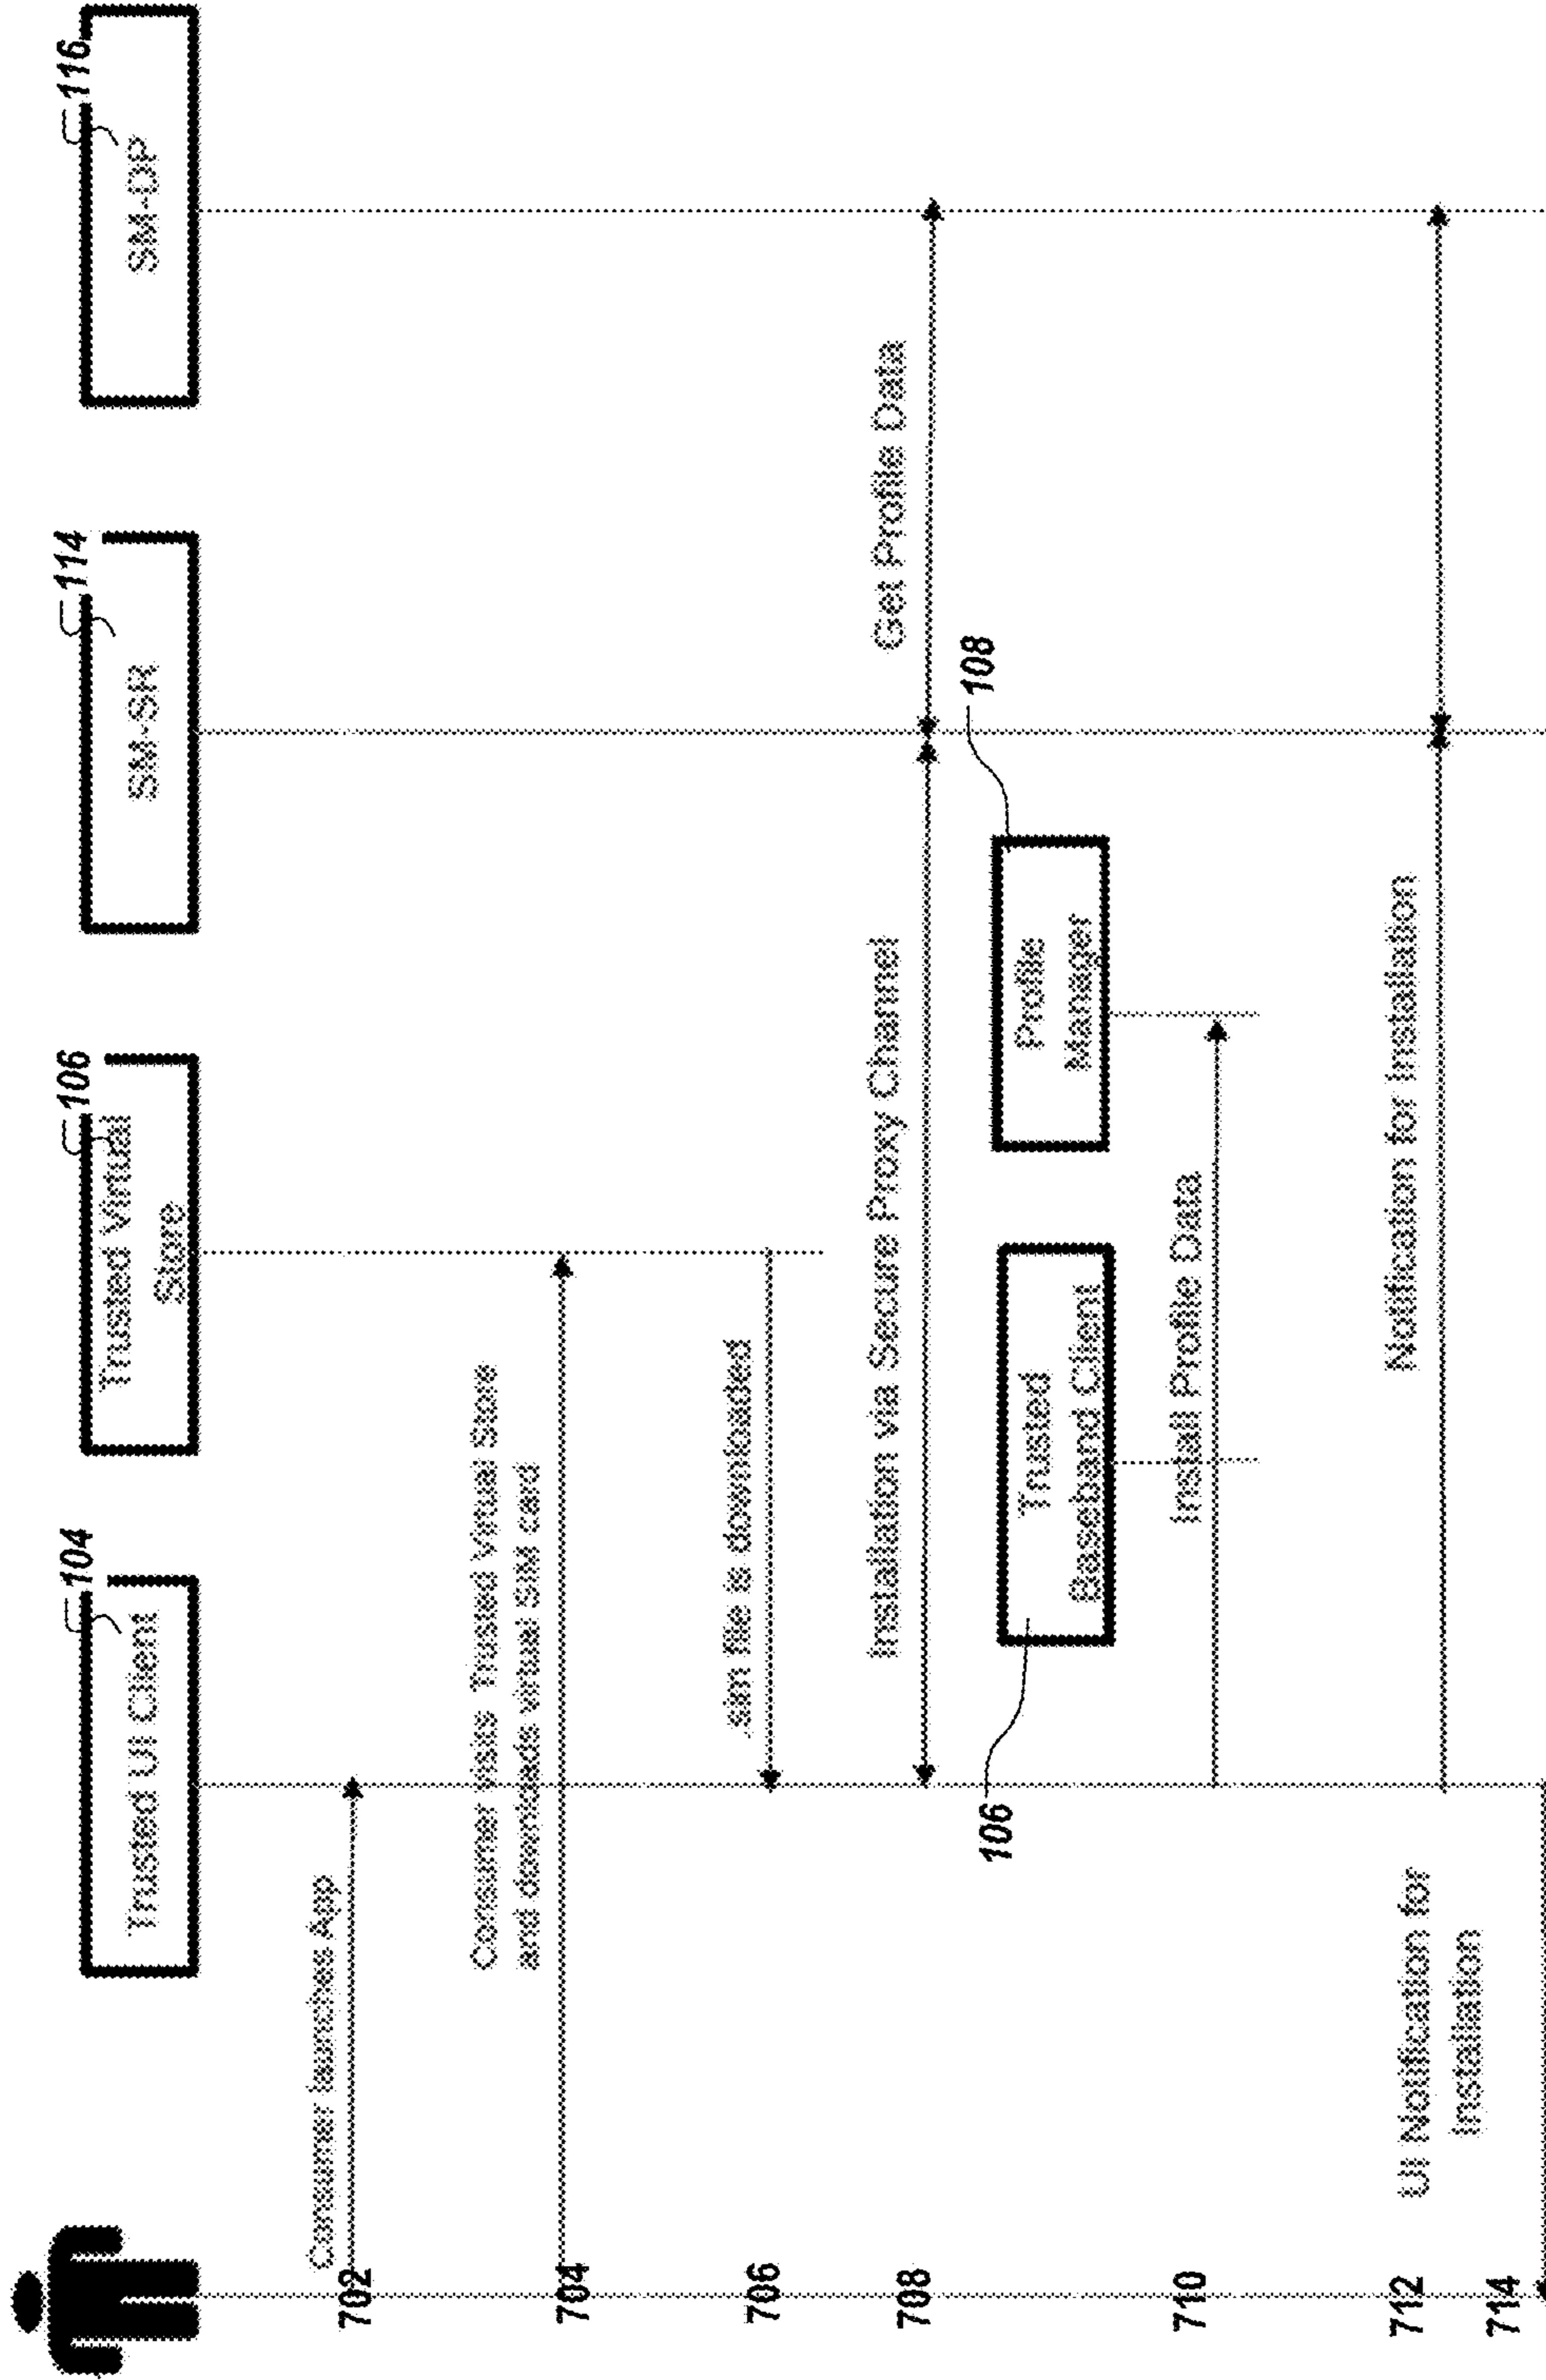 104
Trusted UI Client
106
Trusted Virtual
Store
114
SM-SR
116
SM-DP
702
Consumer launches App
704
Consumer visits Trusted Virtual Store
and downloads virtual SIM card
706
.sim file is downloaded
708
Installation via Secure Proxy Channel
Get Profile Data
106
Trusted
Baseband Client
108
Profile
Manager
710
Install Profile Data
712
UI Notification for
Installation
Notification for Installation
714